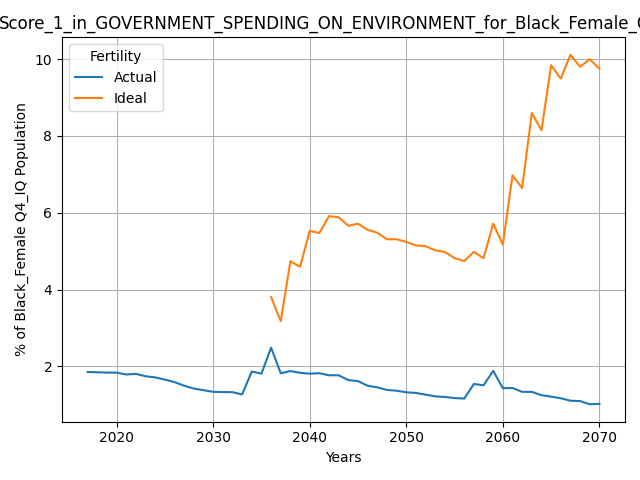 Score_1_in_GOVERNMENT_SPENDING_ON_ENVIRONMENT_for_Black_Female_
Fertility
Actual
Ideal
% of Black_Female Q4_IQ Population
10
8
6
4
2
2020 2030 2040 2050 2060 2070
Years